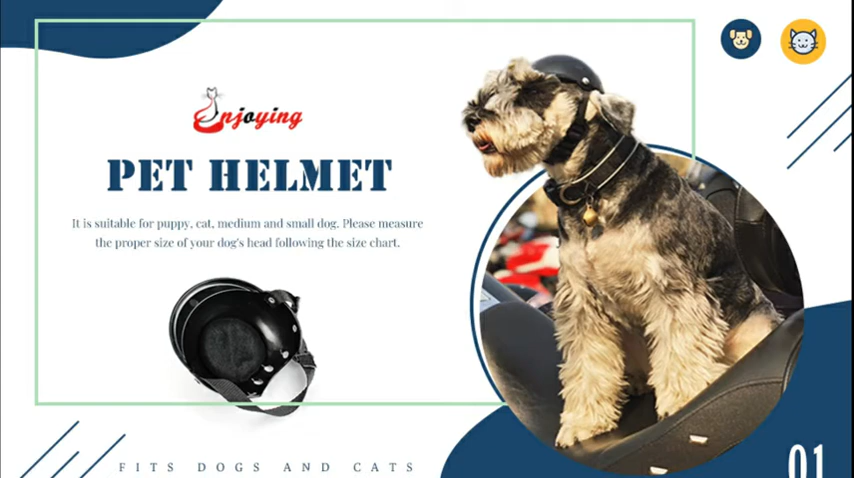 Enjoying
PET HELMET
It is suitable for puppy, cat, medium and small dog. Please measure
the proper size of your dog's head following the size chart.
FITS DOGS AND CATS
01